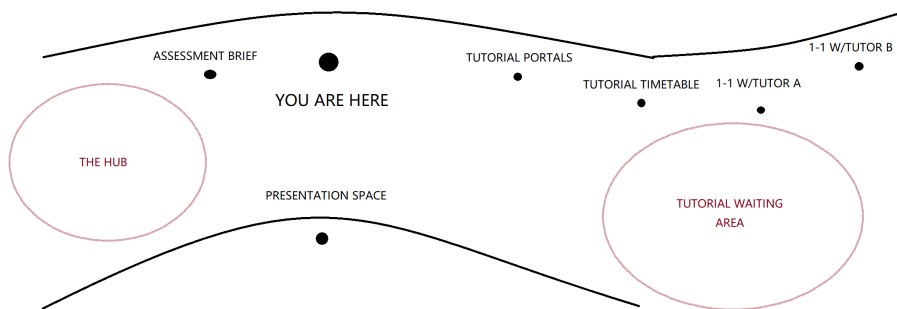 ASSESSMENT BRIEF
YOU ARE HERE
TUTORIAL PORTALS
TUTORIAL TIMETABLE
1-1 W/TUTOR A
1-1 W/TUTOR B
THE HUB
PRESENTATION SPACE
TUTORIAL WAITING
AREA